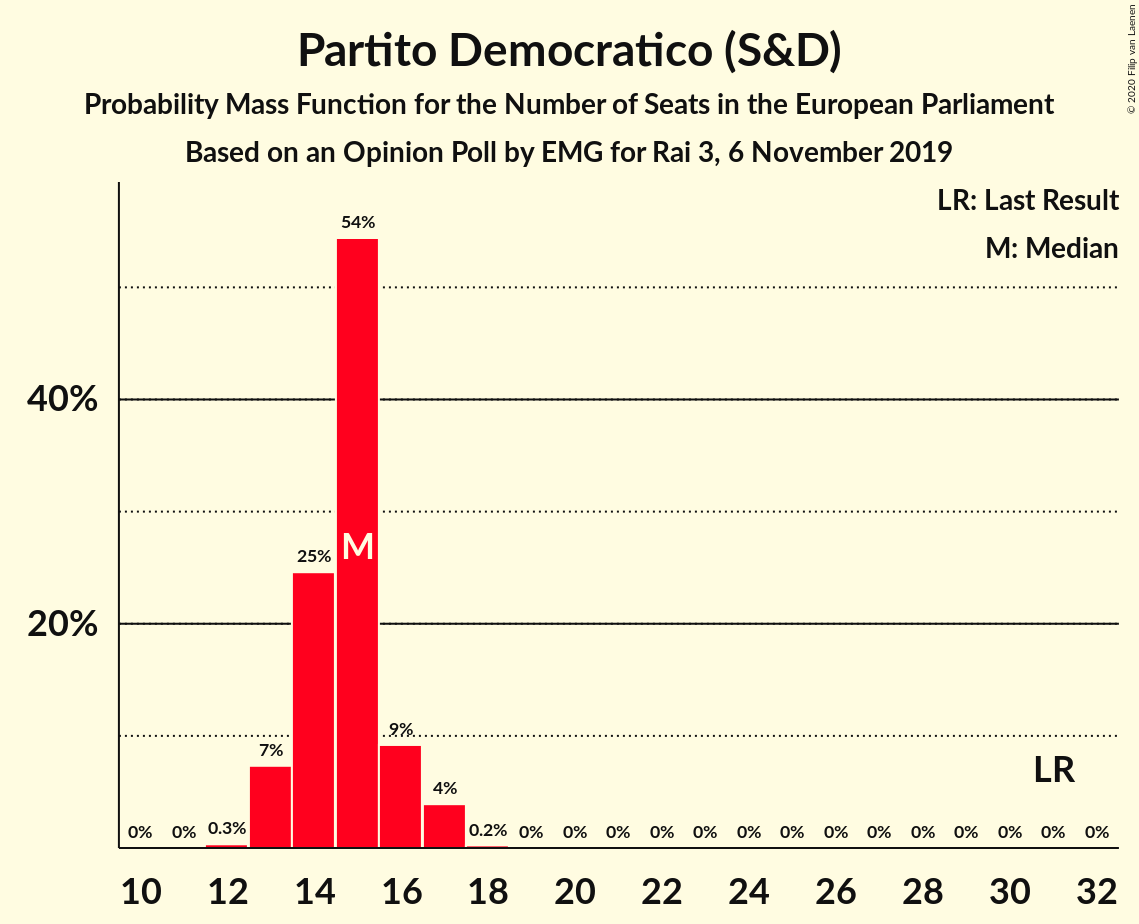 Partito Democratico (S&D)
Probability Mass Function for the Number of Seats in the European Parliament
Based on an Opinion Poll by EMG for Rai 3, 6 November 2019
© 2020 Filip van Laenen
LR: Last Result
M: Median
40%
20%
0% 0% 0.3% 7% 25% 54% 9% 4% 0.2% 0% 0% 0% 0% 0% 0% 0% 0% 0% 0% 0% 0% 0% 0%
M
LR
10 12 14 16 18 20 22 24 26 28 30 32